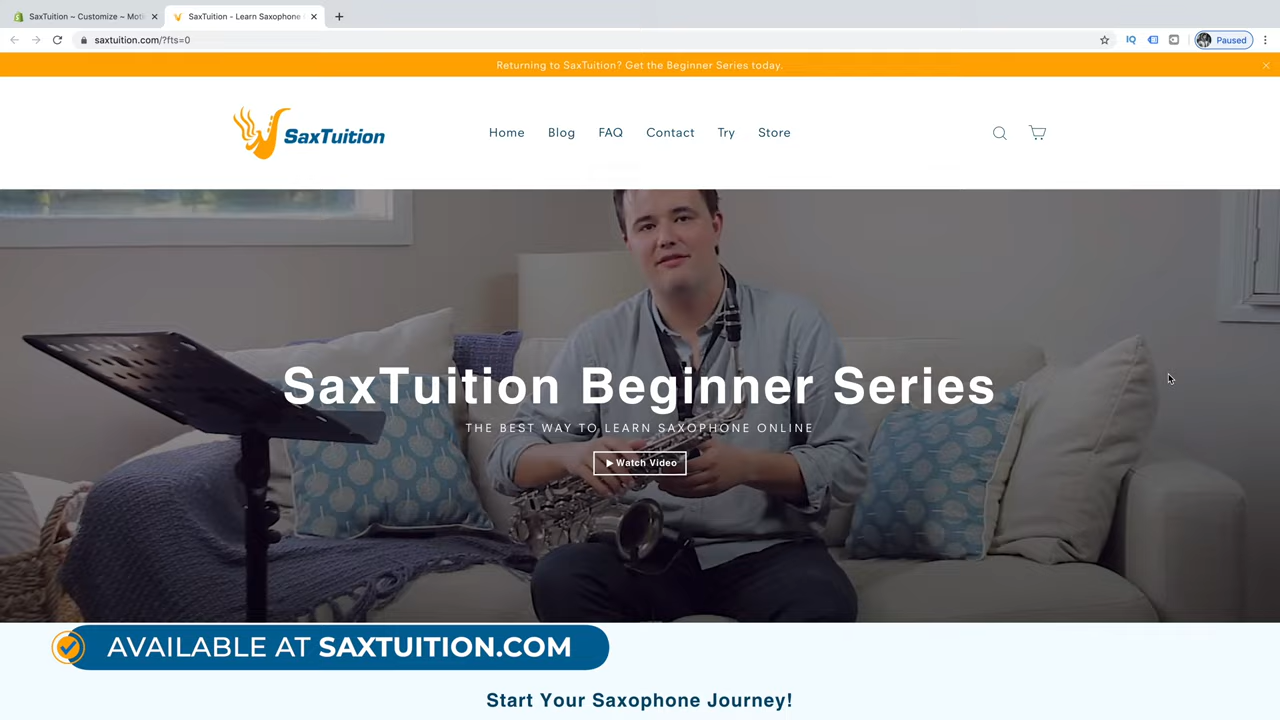 SaxTuition ~ Customize ~ Mot
SaxTuition - Learn Saxophone
saxtuition.com/?fts=0
IQ
Paused
Returning to SaxTuition? Get the Beginner Series today.
SaxTuition
Home Blog FAQ Contact Try Store
SaxTuition Beginner Series
THE BEST WAY TO LEARN SAXOPHONE ONLINE
Watch Video
AVAILABLE AT SAXTUITION.COM
Start Your Saxophone Journey!